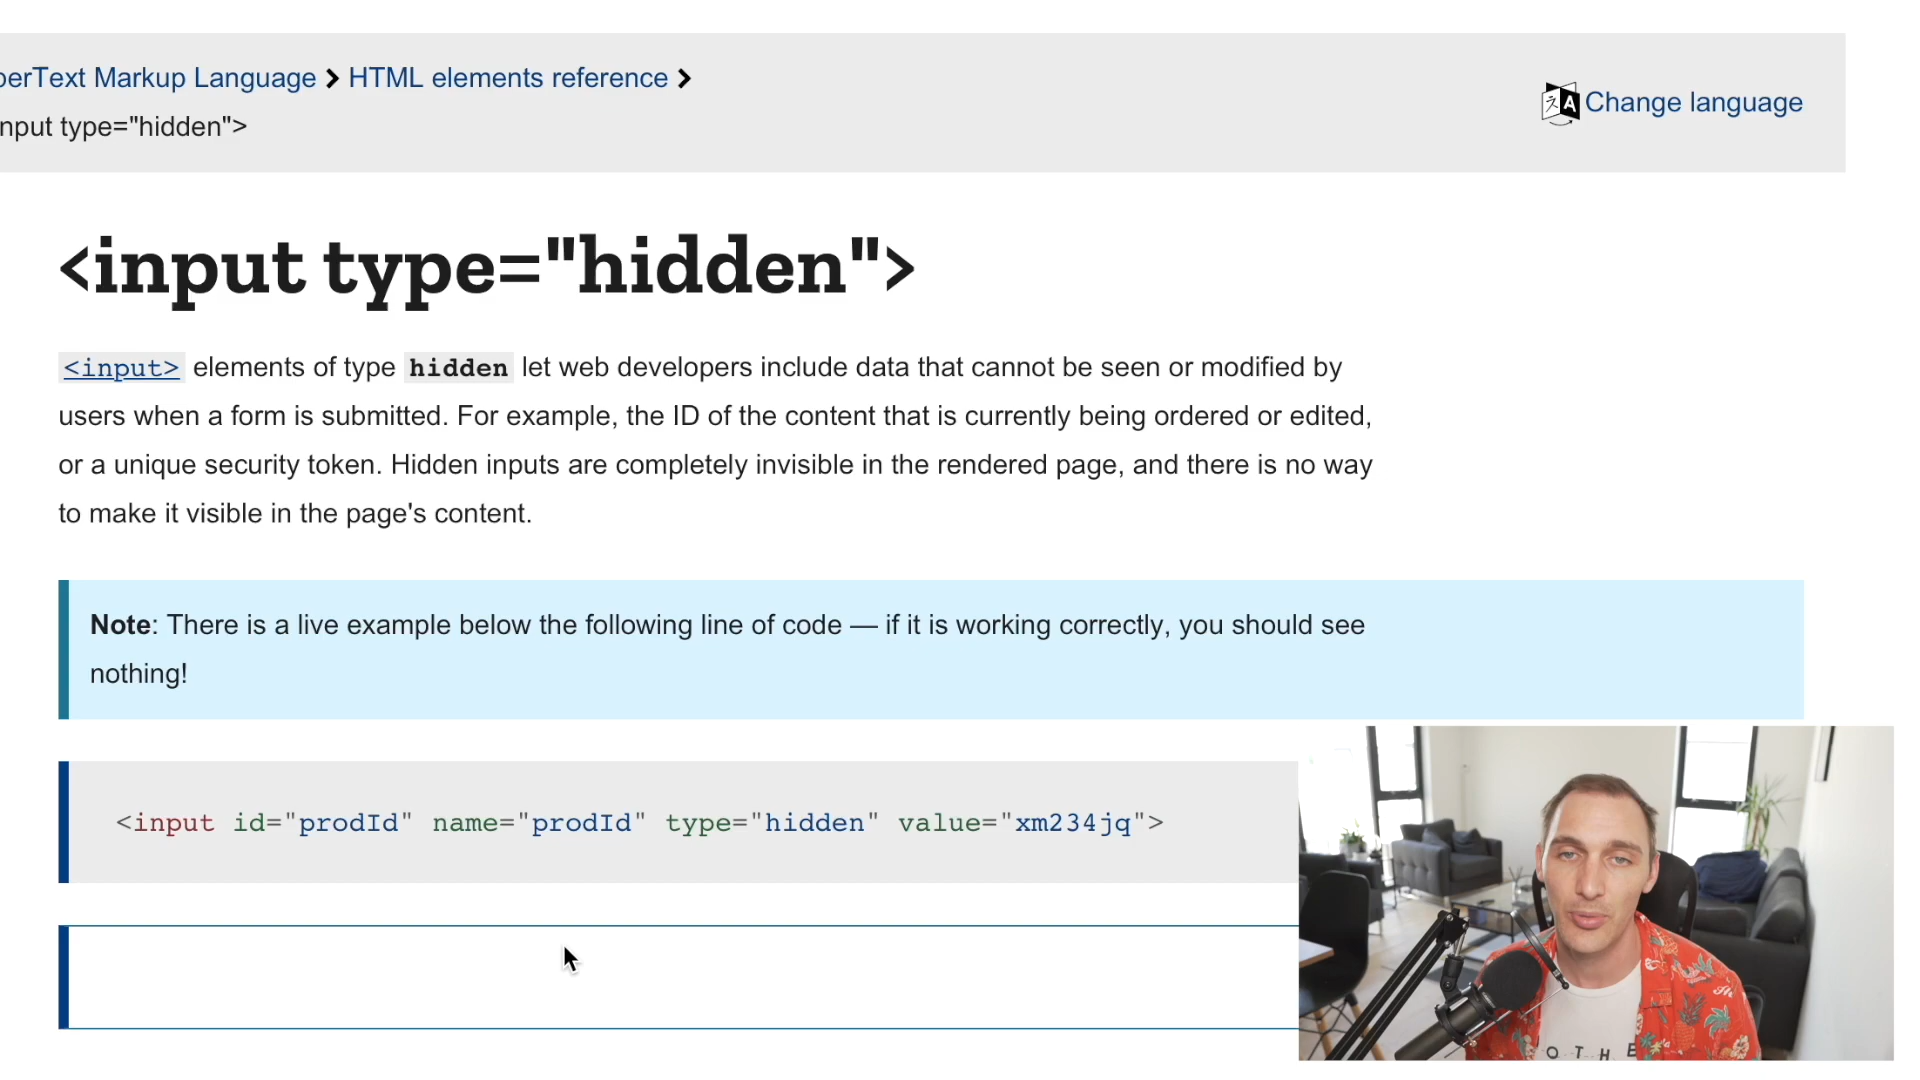 perText Markup Language > HTML elements reference >
nput type="hidden">
Change language
<input type="hidden">
<input> elements of type hidden let web developers include data that cannot be seen or modified by
users when a form is submitted. For example, the ID of the content that is currently being ordered or edited,
or a unique security token. Hidden inputs are completely invisible in the rendered page, and there is no way
to make it visible in the page's content.
Note: There is a live example below the following line of code — if it is working correctly, you should see
nothing!
<input id="prodId" name="prodId" type="hidden" value="xm234jq">
OTHE